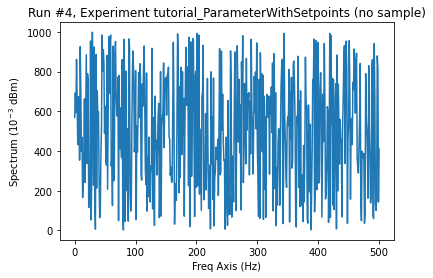 Run #4, Experiment tutorial_ParameterWithSetpoints (no sample)
1000
800
600
400
200
0
Spectrum (10⁻³ dBm)
0 100 200 300 400 500
Freq Axis (Hz)